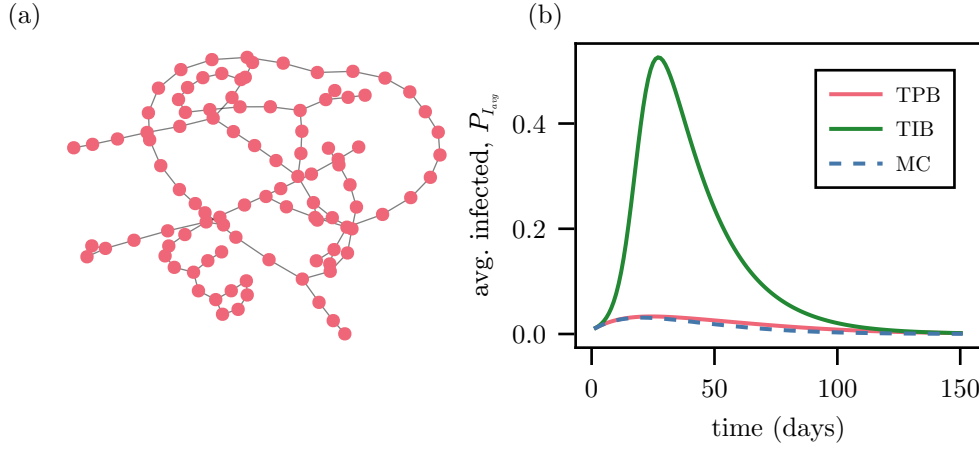 (a)
(b)
avg. infected, P_{I_{avg}}
0.4
0.2
0.0
TPB
TIB
MC
0
50
100
150
time (days)